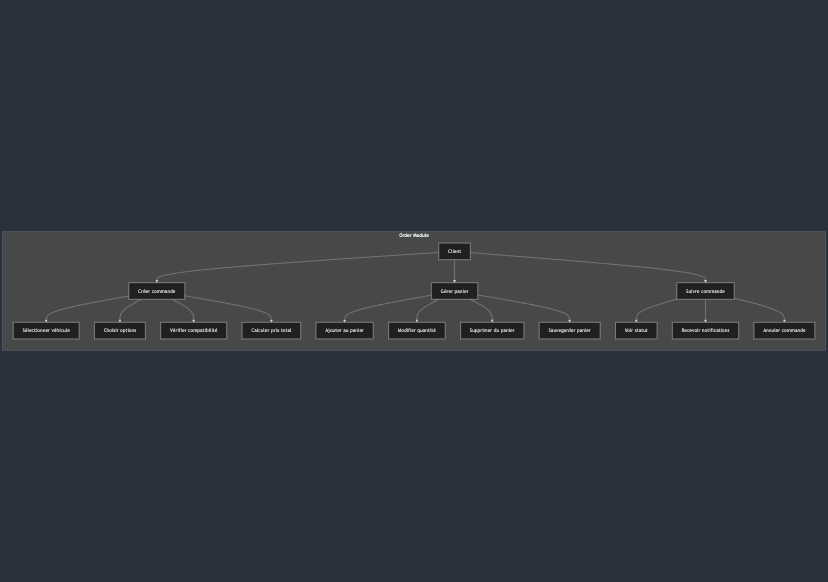 Order Module
Client
Créer commande
Gérer panier
Suivre commande
Sélectionner véhicule
Choisir options
Vérifier compatibilité
Calculer prix total
Ajouter au panier
Modifier quantité
Supprimer du panier
Sauvegarder panier
Voir statut
Recevoir notifications
Annuler commande